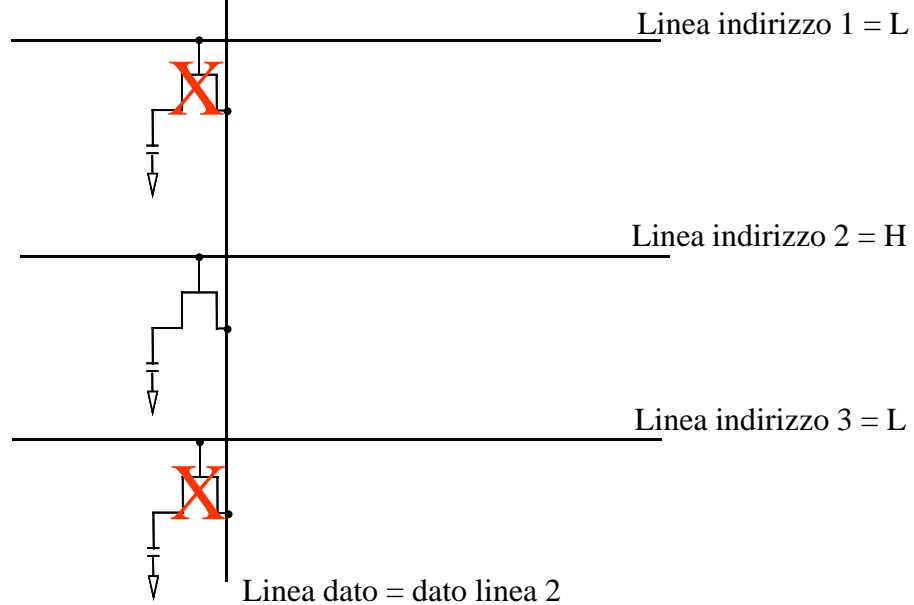 Linea indirizzo 1 = L
X
Linea indirizzo 2 = H
Linea indirizzo 3 = L
X
Linea dato = dato linea 2